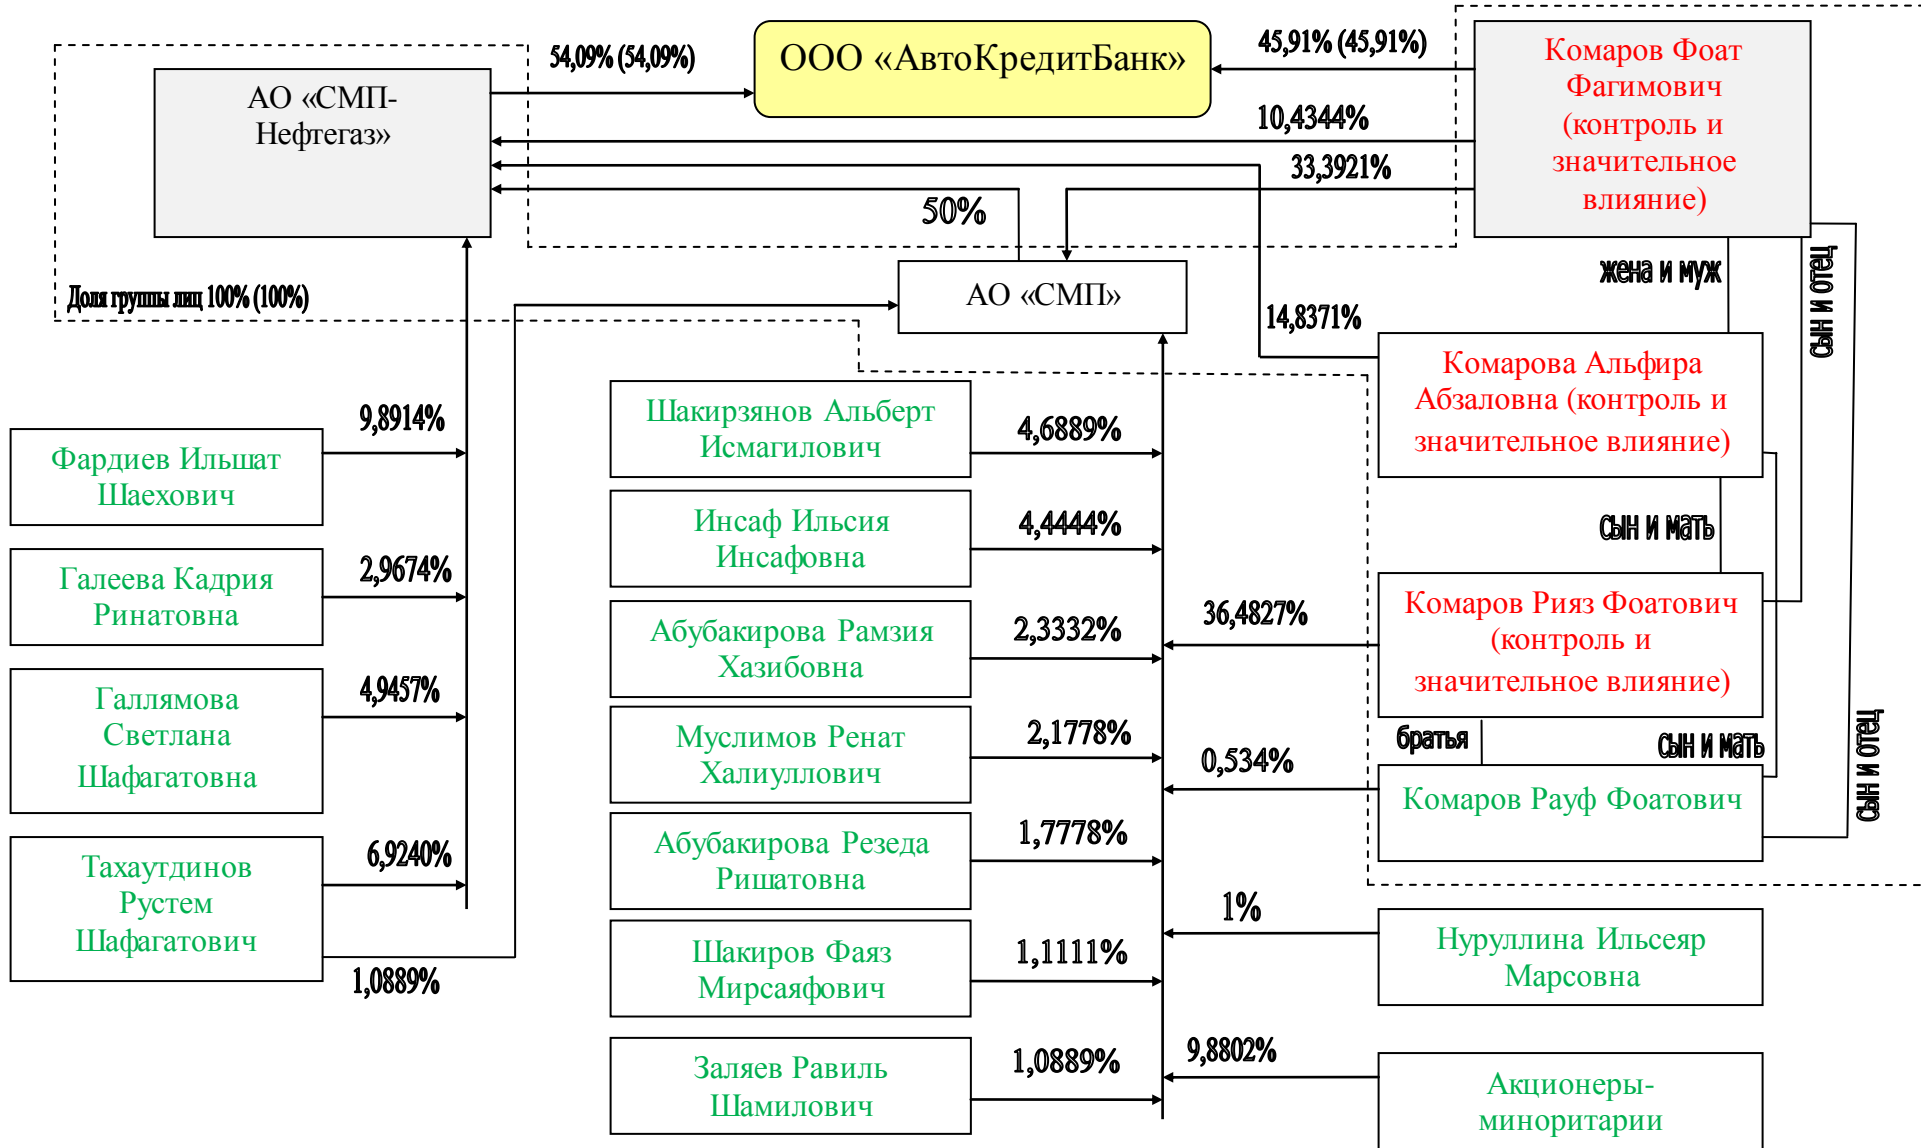 54,09% (54,09%)
ООО «АвтоКредитБанк»
45,91% (45,91%)
Комаров Фоат
Фагимович
(контроль и
значительное
влияние)
АО «СМП-
Нефтегаз»
10,4344%
33,3921%
50%
Доля группы лиц 100% (100%)
АО «СМП»
14,8371%
жена и муж
сын и отец
Комарова Альфира
Абзаловна (контроль и
значительное влияние)
9,8914%
Фардиев Ильшат
Шаехович
Шакирзянов Альберт
Исмагилович
4,6889%
Инсаф Ильсия
Инсафовна
4,4444%
сын и мать
2,9674%
Галеева Кадрия
Ринатовна
Абубакирова Рамзия
Хазибовна
2,3332%
36,4827%
Комаров Рияз Фоатович
(контроль и
значительное влияние)
4,9457%
Галлямова
Светлана
Шафагатовна
Муслимов Ренат
Халиуллович
2,1778%
0,534%
братья
сын и мать
сын и отец
Комаров Рауф Фоатович
6,9240%
Тахаутдинов
Рустем
Шафагатович
1,0889%
Абубакирова Резеда
Ришатовна
1,7778%
1%
Нуруллина Ильсеяр
Марсовна
Шакиров Фаяз
Мирсаяфович
1,1111%
Заляев Равиль
Шамилович
1,0889%
9,8802%
Акционеры-
миноритарии